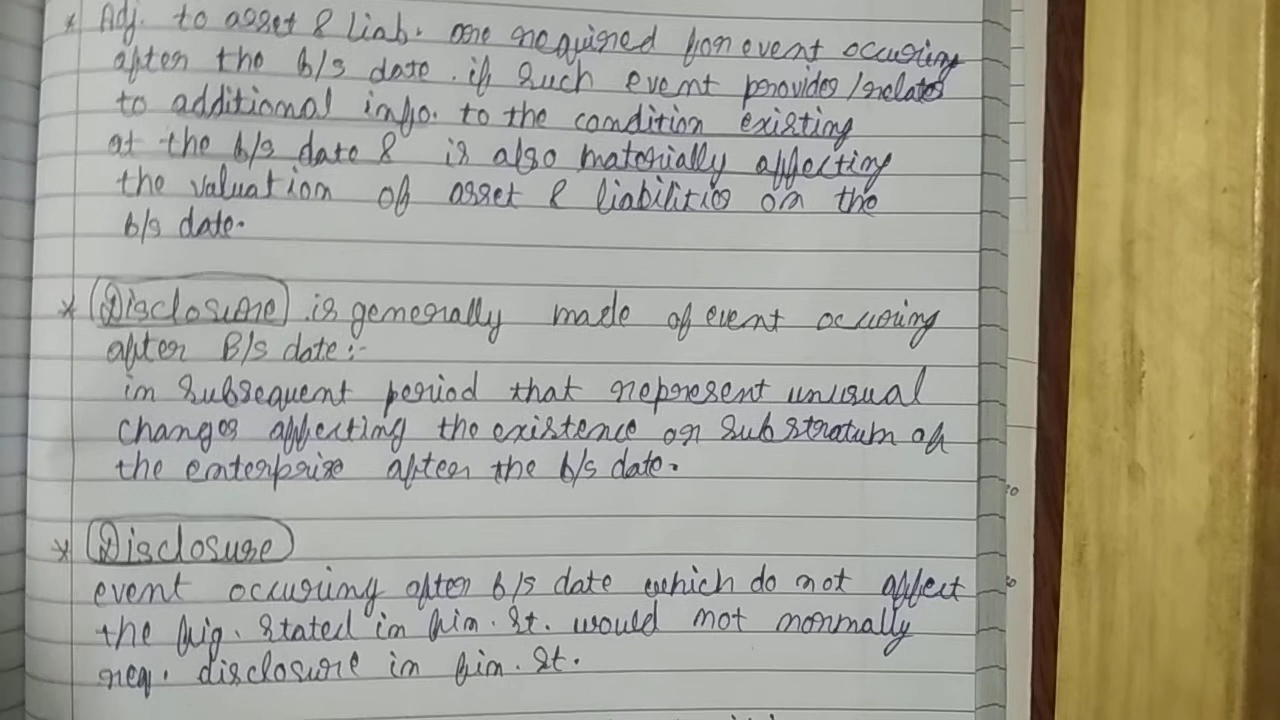 * Adj. to asset & liab. are required for event occuring
after the b/s date. if such event provides/relates
to additional info. to the condition existing
at the b/s date & is also materially affecting
the valuation of asset & liabilities on the
b/s date.
* Disclosure is generally made of event occuring
after B/s date:-
in subsequent period that represent unusual
changes affecting the existence or substratum of
the enterprise after the b/s date.
* Disclosure
event occuring after b/s date which do not affect
the fig. stated in fin. st. would not normally
req. disclosure in fin. st.